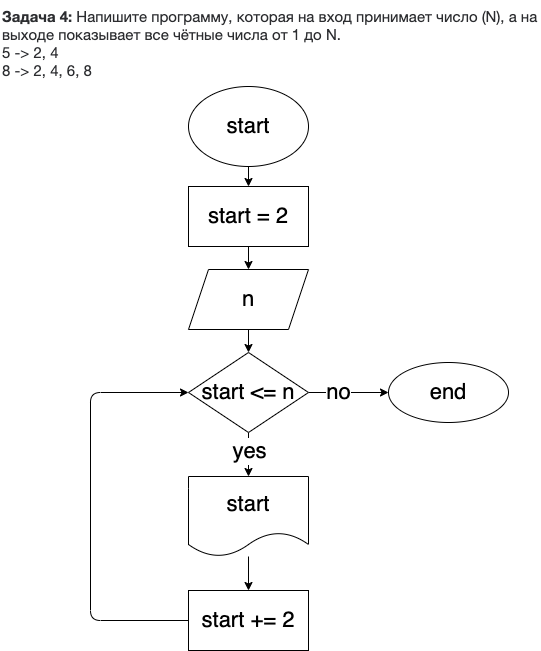 Задача 4: Напишите программу, которая на вход принимает число (N), а на
выходе показывает все чётные числа от 1 до N.
5 -> 2, 4
8 -> 2, 4, 6, 8
start
start = 2
n
start <= n
no
end
yes
start
start += 2